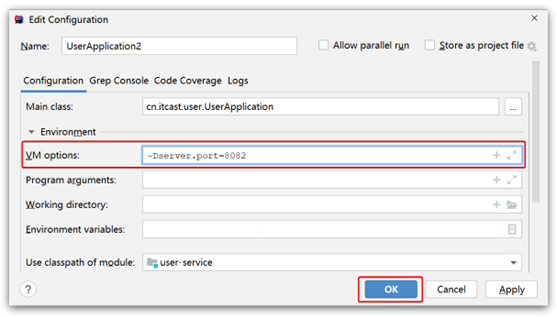 Edit Configuration
Name: UserApplication2 Allow parallel run Store as project file
Configuration Grep Console Code Coverage Logs
Main class: cn.itcast.user.UserApplication ...
Environment
VM options: -Dserver.port=8082
Program arguments:
Working directory:
Environment variables:
Use classpath of module: user-service
? OK Cancel Apply